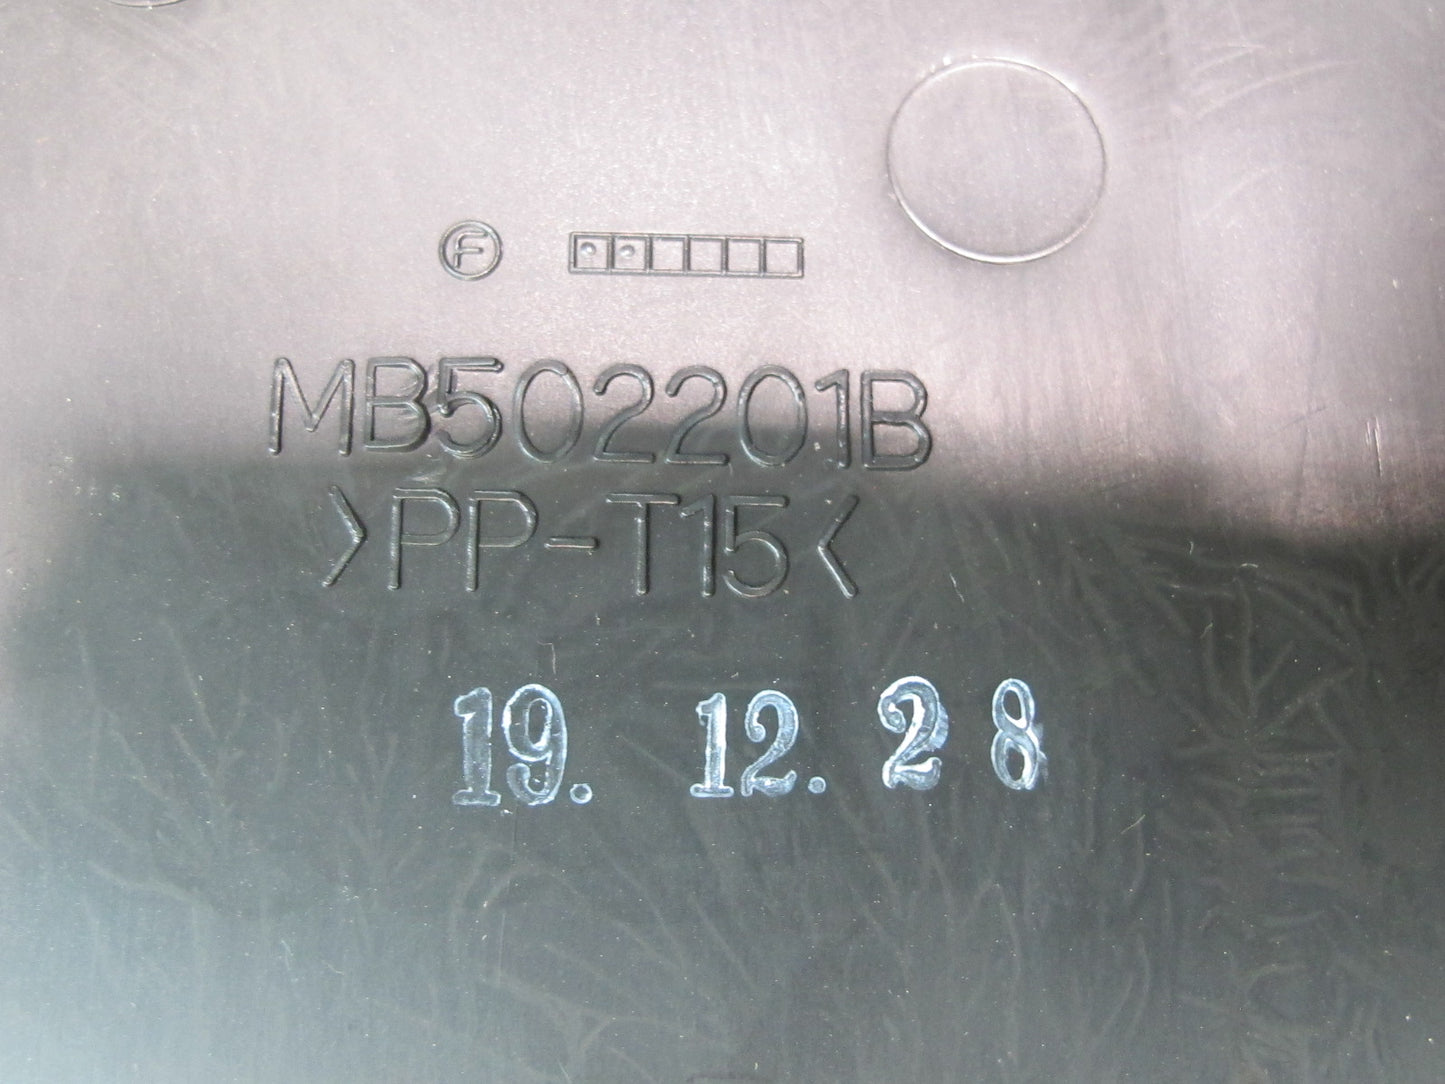 F
MB502201B
>PP-T15<
19. 12. 28